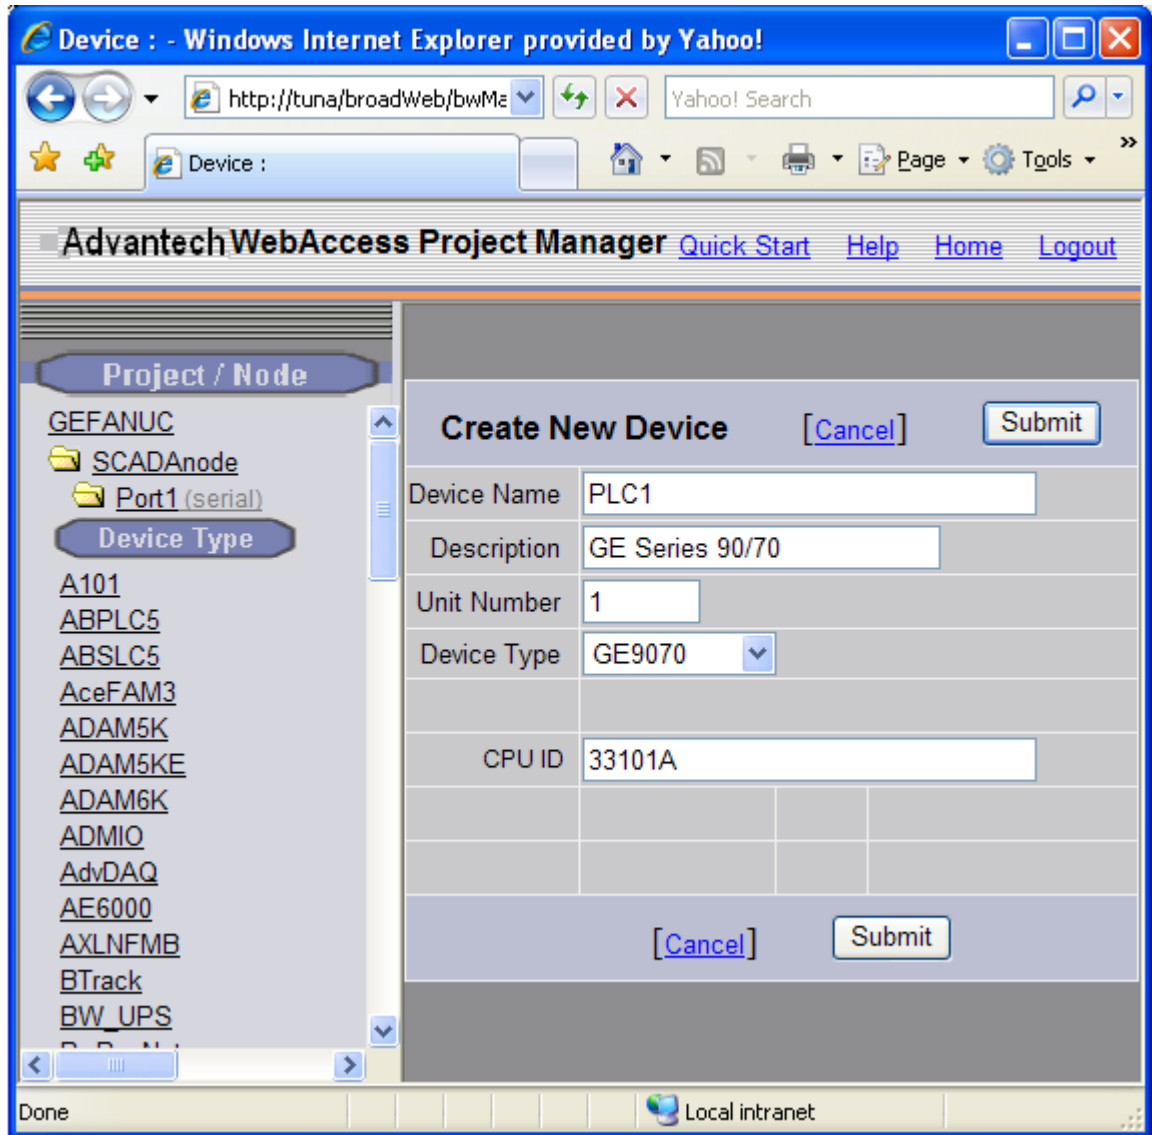 Device : - Windows Internet Explorer provided by Yahoo!
http://tuna/broadWeb/bwMa
Yahoo! Search
Device :
Page
Tools
»
Advantech WebAccess Project Manager Quick Start Help Home Logout
Project / Node
GEFANUC
SCADAnode
Port1 (serial)
Device Type
A101
ABPLC5
ABSLC5
AceFAM3
ADAM5K
ADAM5KE
ADAM6K
ADMIO
AdvDAQ
AE6000
AXLNFMB
BTrack
BW_UPS
Create New Device [Cancel] Submit
Device Name PLC1
Description GE Series 90/70
Unit Number 1
Device Type GE9070
CPU ID 33101A
[Cancel] Submit
Done
Local intranet